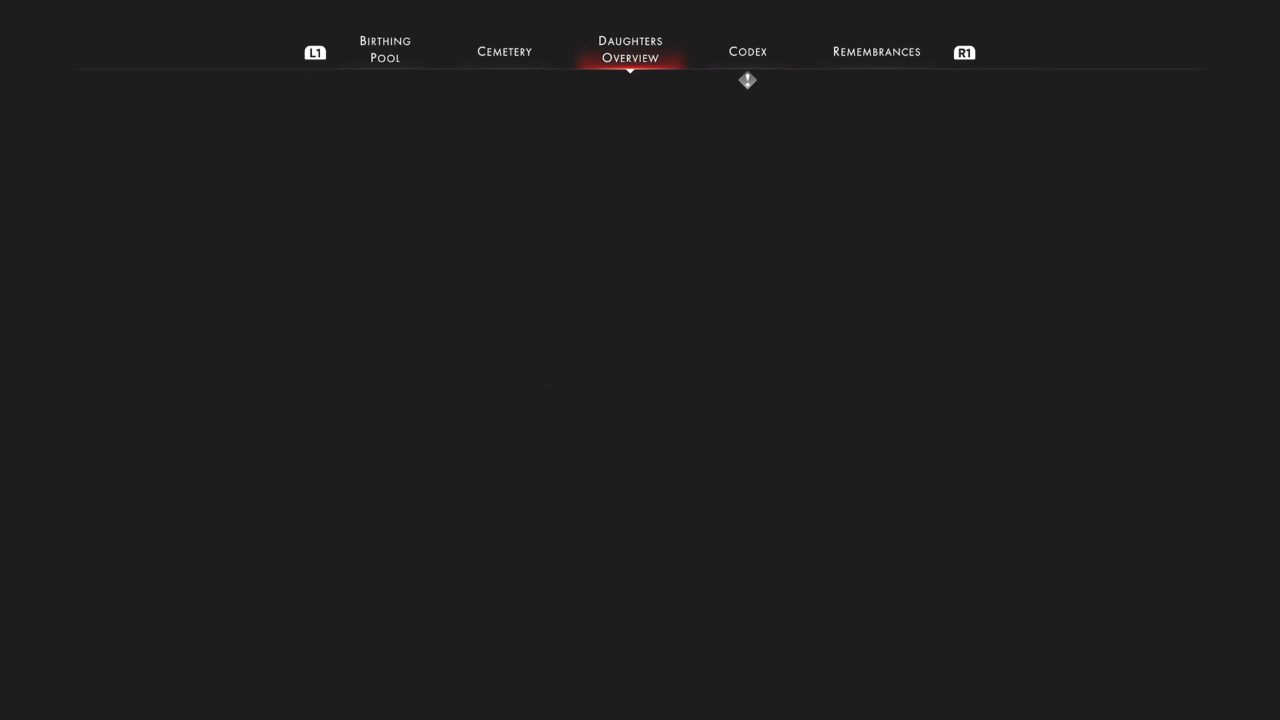 L1
Birthing
Pool
Cemetery
Daughters
Overview
Codex
Remembrances
R1
!